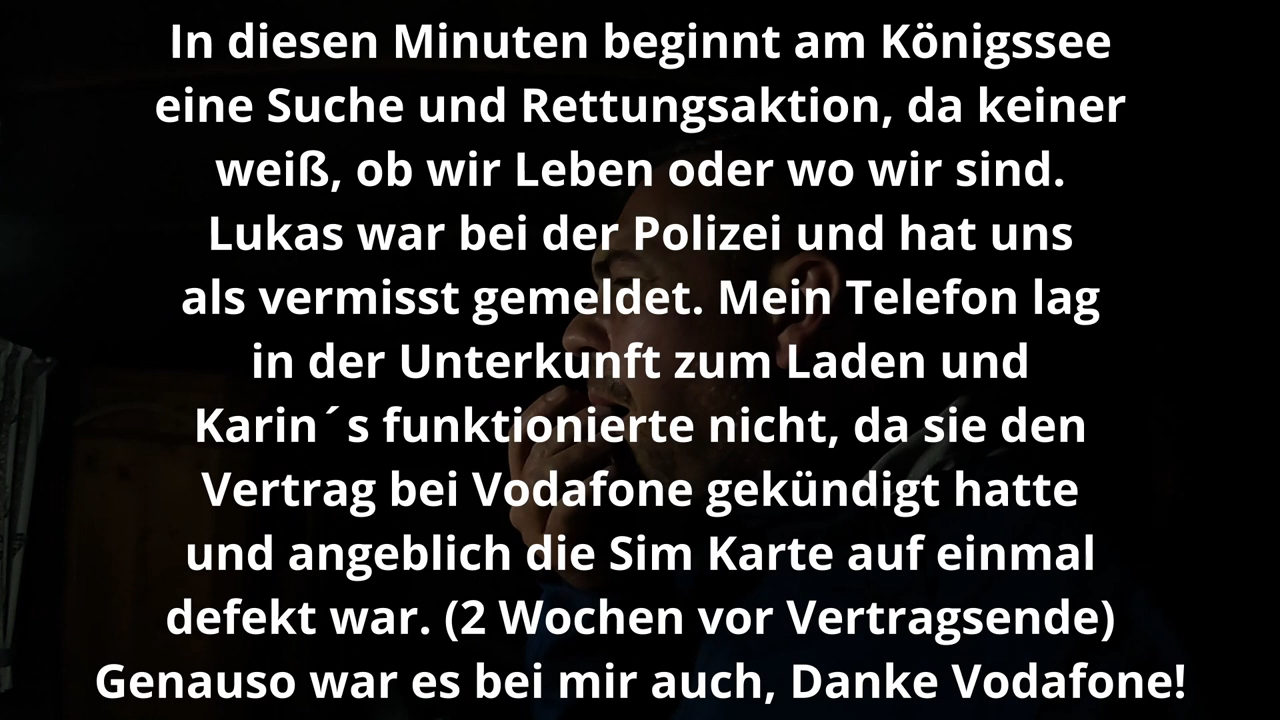 In diesen Minuten beginnt am Königssee
eine Suche und Rettungsaktion, da keiner
weiß, ob wir Leben oder wo wir sind.
Lukas war bei der Polizei und hat uns
als vermisst gemeldet. Mein Telefon lag
in der Unterkunft zum Laden und
Karin´s funktionierte nicht, da sie den
Vertrag bei Vodafone gekündigt hatte
und angeblich die Sim Karte auf einmal
defekt war. (2 Wochen vor Vertragsende)
Genauso war es bei mir auch, Danke Vodafone!